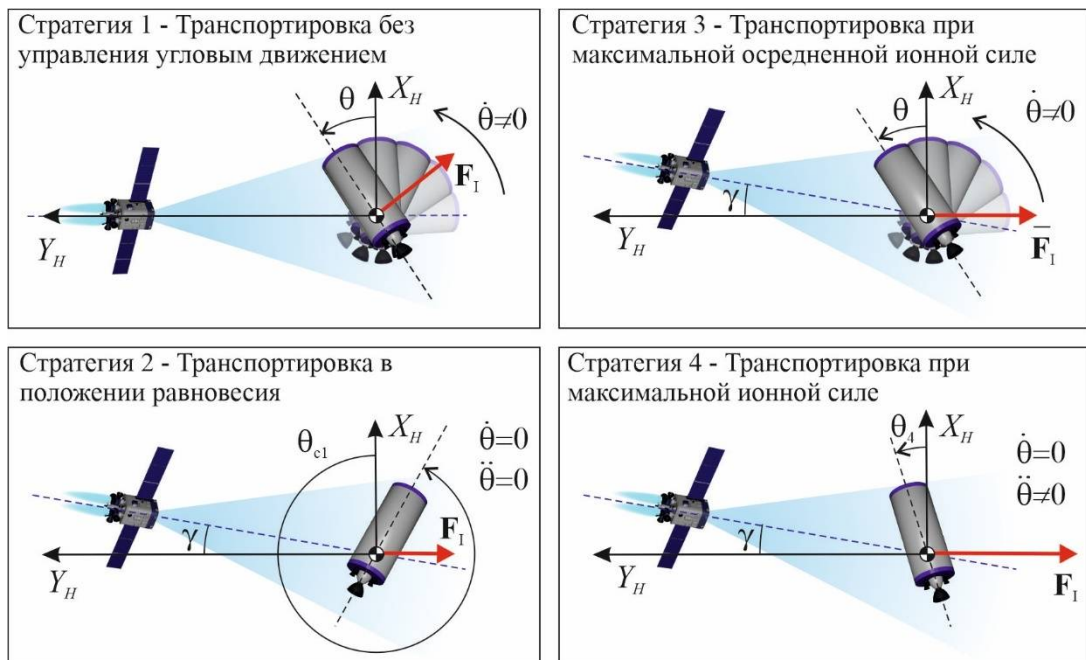 Стратегия 1 - Транспортировка без
управления угловым движением
X_H
θ
θ̇≠0
F_I
Y_H
Стратегия 3 - Транспортировка при
максимальной осредненной ионной силе
X_H
θ
θ̇≠0
γ
Y_H
F̄_I
Стратегия 2 - Транспортировка в
положении равновесия
θ_c1
X_H
θ̇=0
θ̈=0
γ
F_I
Y_H
Стратегия 4 - Транспортировка при
максимальной ионной силе
θ_4
X_H
θ̇=0
θ̈≠0
γ
Y_H
F_I